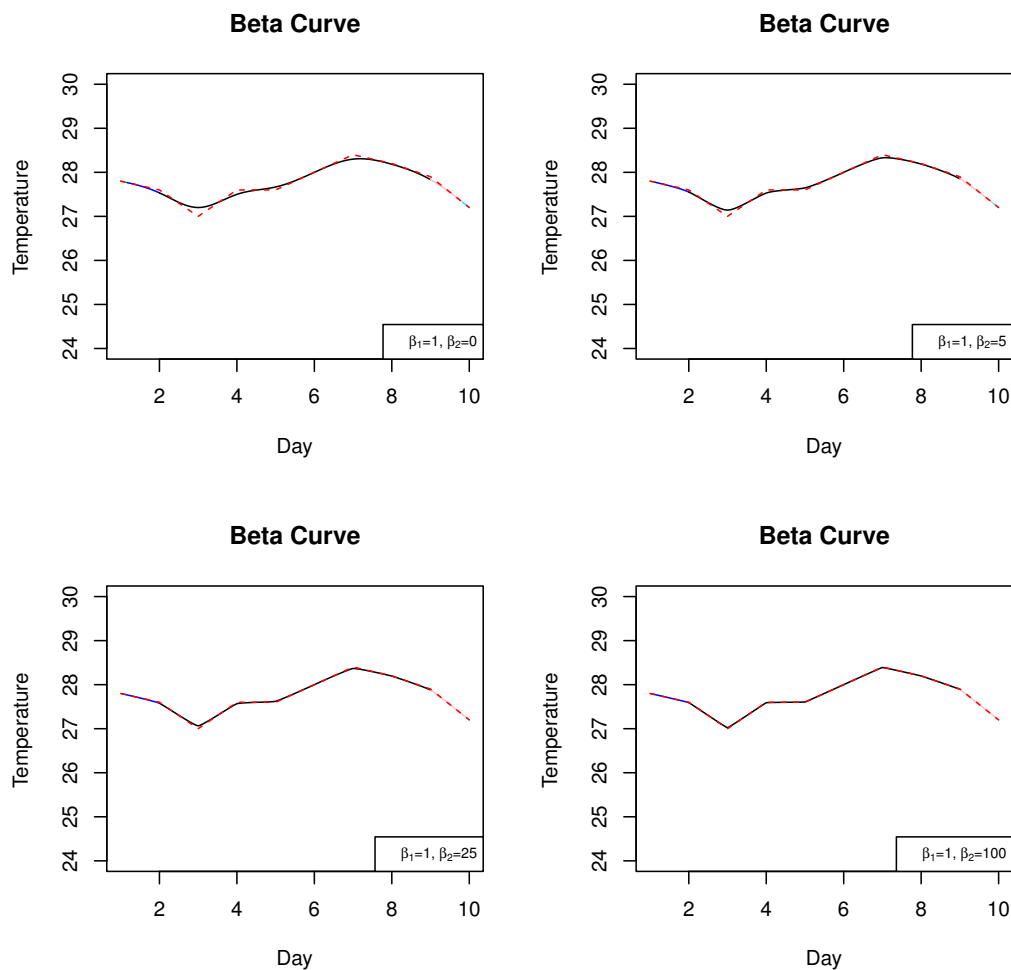 Beta Curve
Temperature
30
29
28
27
26
25
24
β₁=1, β₂=0
2 4 6 8 10
Day
Beta Curve
Temperature
30
29
28
27
26
25
24
β₁=1, β₂=5
2 4 6 8 10
Day
Beta Curve
Temperature
30
29
28
27
26
25
24
β₁=1, β₂=25
2 4 6 8 10
Day
Beta Curve
Temperature
30
29
28
27
26
25
24
β₁=1, β₂=100
2 4 6 8 10
Day